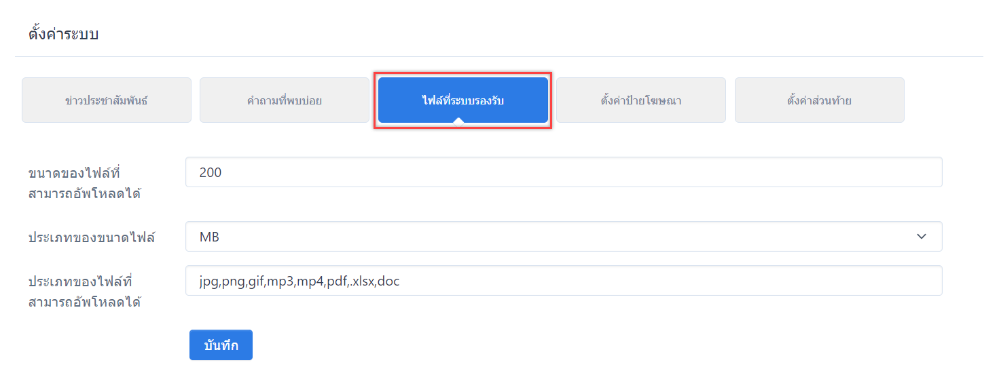 ตั้งค่าระบบ
ข่าวประชาสัมพันธ์
คำถามที่พบบ่อย
ไฟล์ที่ระบบรองรับ
ตั้งค่าป้ายโฆษณา
ตั้งค่าส่วนท้าย
ขนาดของไฟล์ที่
สามารถอัพโหลดได้
200
ประเภทของขนาดไฟล์
MB
ประเภทของไฟล์ที่
สามารถอัพโหลดได้
jpg,png,gif,mp3,mp4,pdf,.xlsx,doc
บันทึก